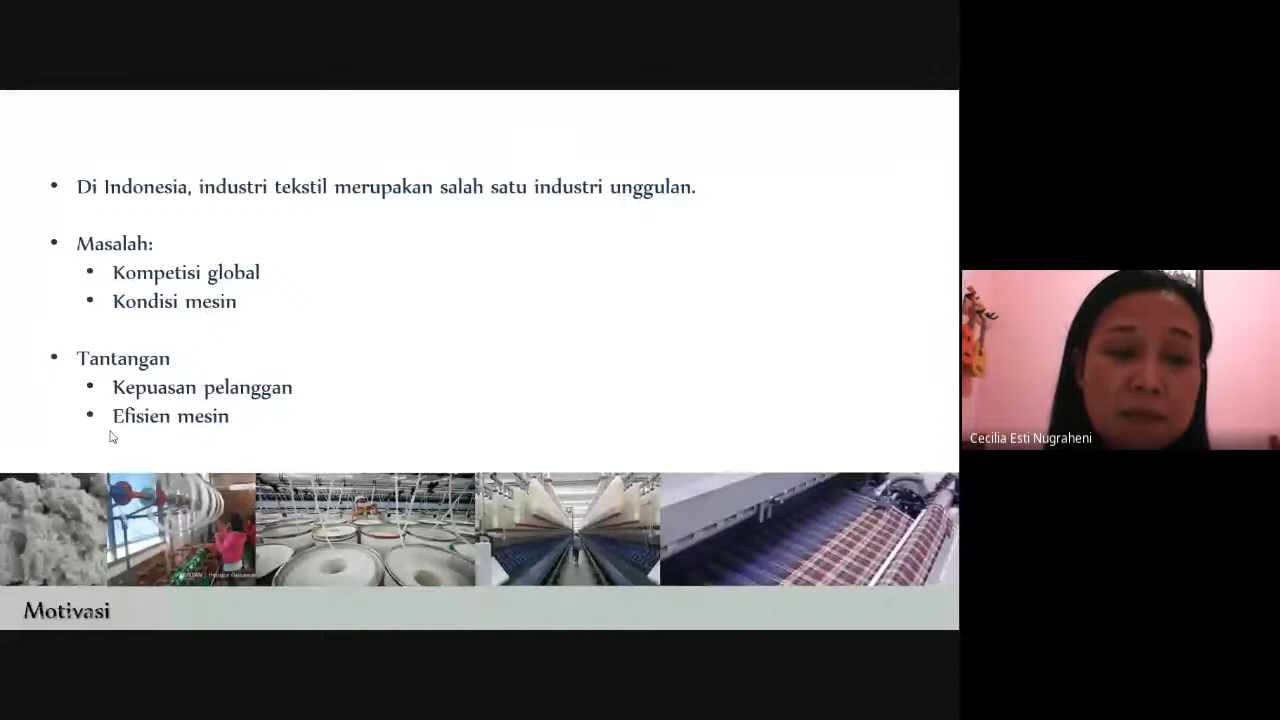 Di Indonesia, industri tekstil merupakan salah satu industri unggulan.
Masalah:
Kompetisi global
Kondisi mesin
Tantangan
Kepuasan pelanggan
Efisien mesin
Motivasi
Cecilia Esti Nugraheni